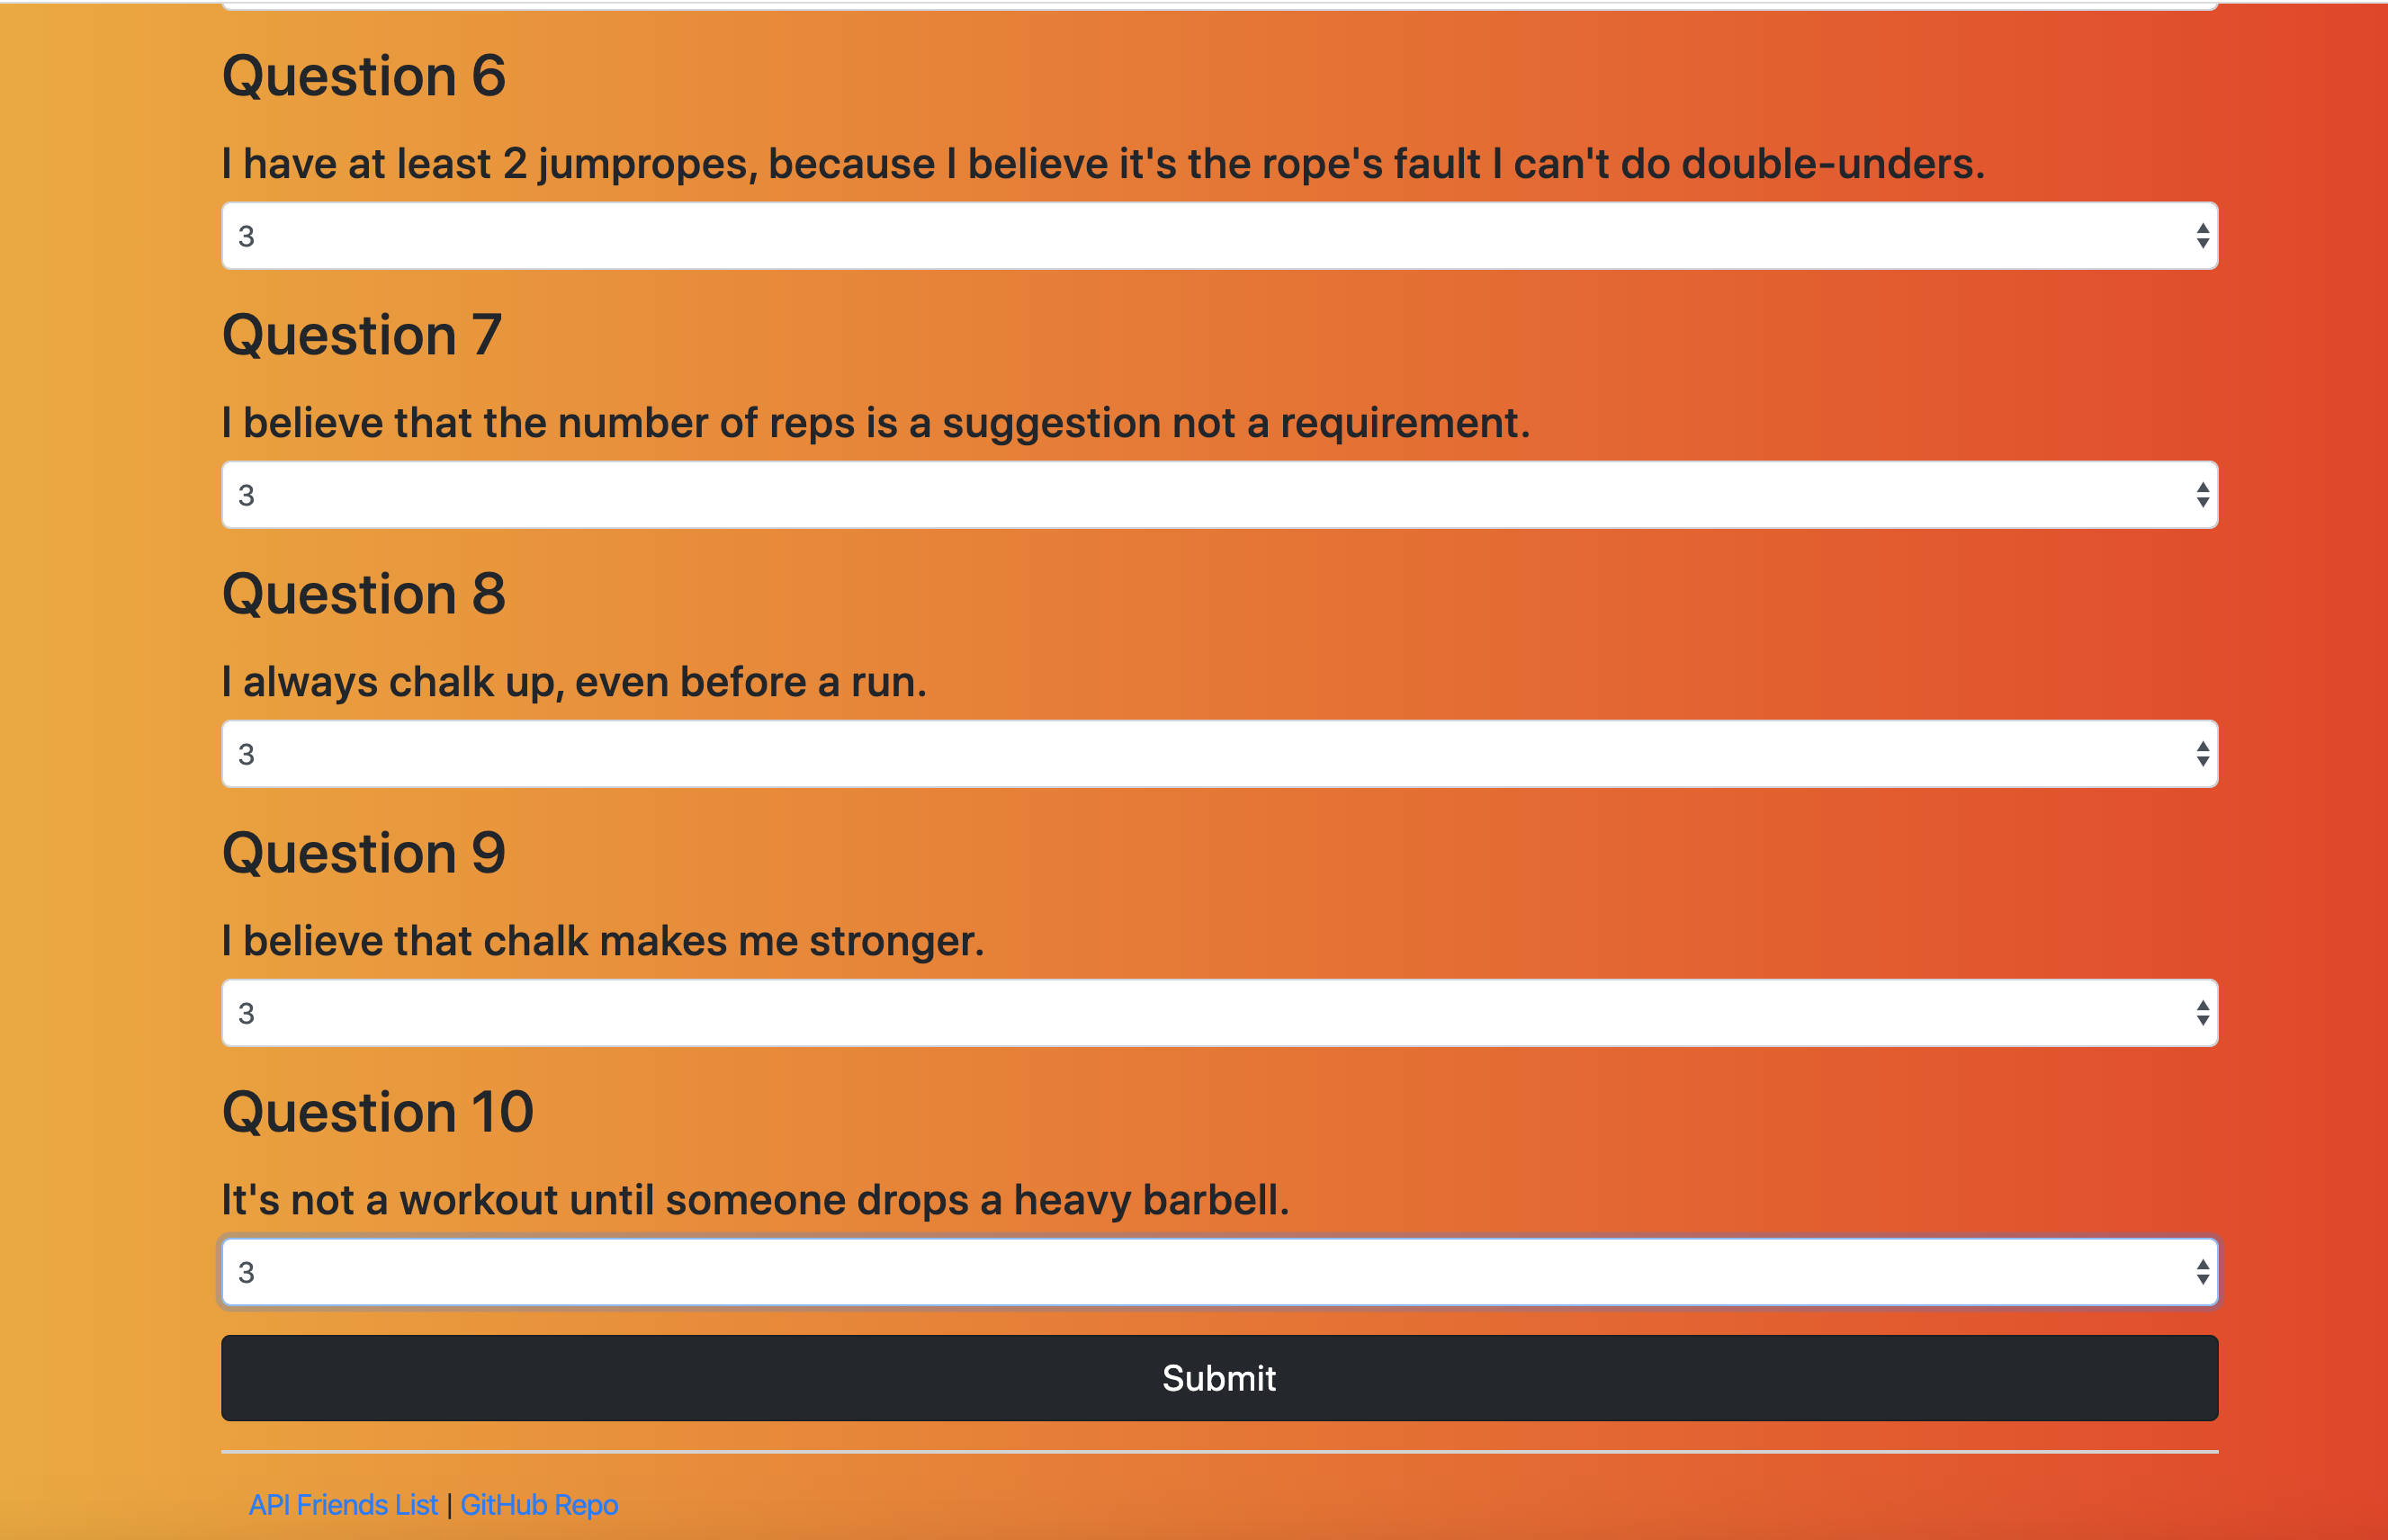 Question 6
I have at least 2 jumpropes, because I believe it's the rope's fault I can't do double-unders.
3
Question 7
I believe that the number of reps is a suggestion not a requirement.
3
Question 8
I always chalk up, even before a run.
3
Question 9
I believe that chalk makes me stronger.
3
Question 10
It's not a workout until someone drops a heavy barbell.
3
Submit
API Friends List | GitHub Repo